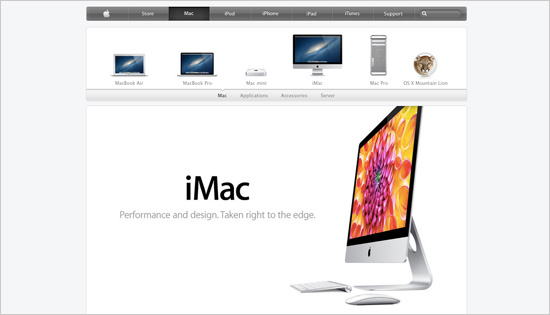 Store Mac iPod iPhone iPad iTunes Support
MacBook Air MacBook Pro Mac mini iMac Mac Pro OS X Mountain Lion
Mac Applications Accessories Server
iMac
Performance and design. Taken right to the edge.